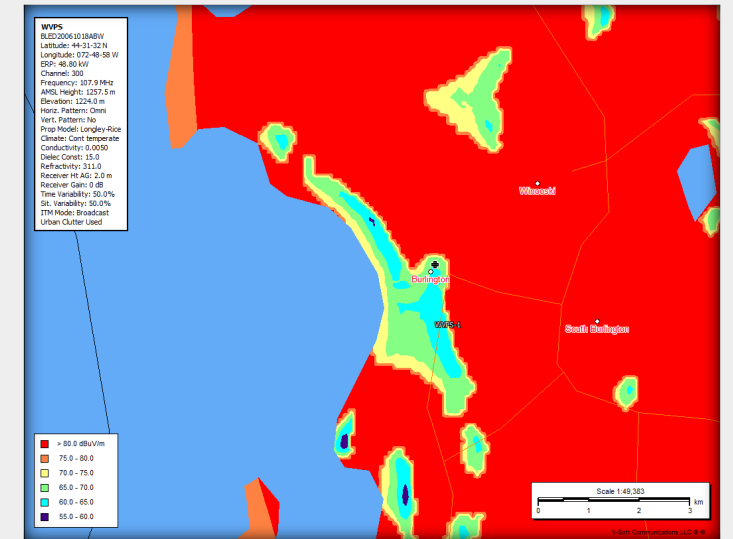 WVPS
BLED20061018ABW
Latitude: 44-31-32 N
Longitude: 072-48-58 W
ERP: 48.80 kW
Channel: 300
Frequency: 107.9 MHz
AMSL Height: 1257.5 m
Elevation: 1224.0 m
Horiz. Pattern: Omni
Vert. Pattern: No
Prop Model: Longley-Rice
Climate: Cont temperate
Conductivity: 0.0050
Dielec Const: 15.0
Refractivity: 311.0
Receiver Ht AG: 2.0 m
Receiver Gain: 0 dB
Time Variability: 50.0%
Sit. Variability: 50.0%
ITM Mode: Broadcast
Urban Clutter Used
Winooski
Burlington
WVPS-1
South Burlington
> 80.0 dBuV/m
75.0 - 80.0
70.0 - 75.0
65.0 - 70.0
60.0 - 65.0
55.0 - 60.0
Scale 1:49,383
0 1 2 3 km
V-Soft Communications LLC ® ©